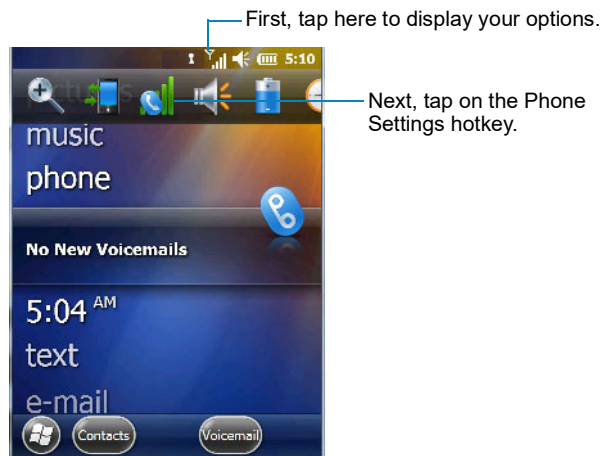 First, tap here to display your options.
5:10
pictures
Next, tap on the Phone
Settings hotkey.
music
phone
No New Voicemails
5:04 AM
text
e-mail
Contacts
Voicemail